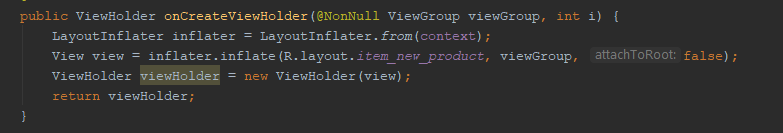 public ViewHolder onCreateViewHolder(@NonNull ViewGroup viewGroup, int i) {
LayoutInflater inflater = LayoutInflater.from(context);
View view = inflater.inflate(R.layout.item_new_product, viewGroup, attachToRoot: false);
ViewHolder viewHolder = new ViewHolder(view);
return viewHolder;
}